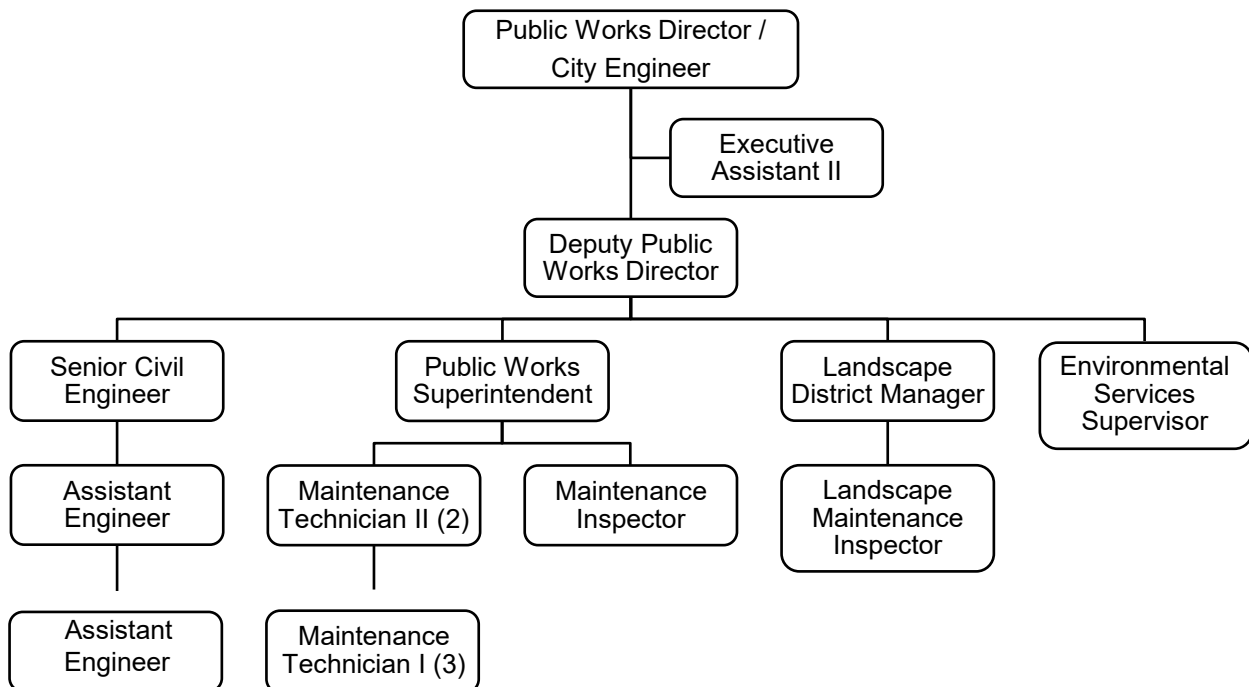 Public Works Director /
City Engineer
Executive
Assistant II
Deputy Public
Works Director
Senior Civil
Engineer
Public Works
Superintendent
Landscape
District Manager
Environmental
Services
Supervisor
Assistant
Engineer
Maintenance
Technician II (2)
Maintenance
Inspector
Landscape
Maintenance
Inspector
Assistant
Engineer
Maintenance
Technician I (3)